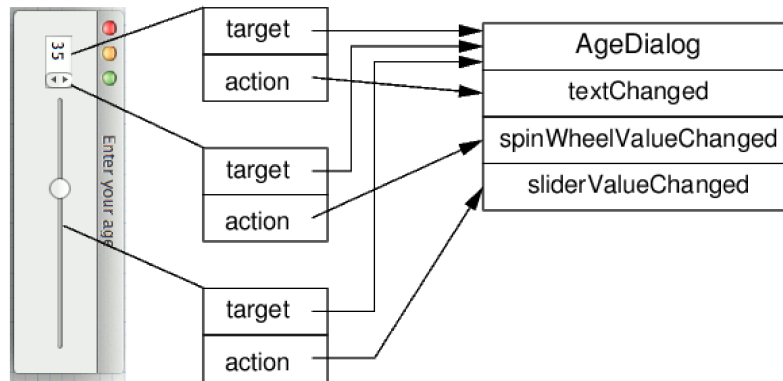 35
Enter your age
target
action
target
action
target
action
AgeDialog
textChanged
spinWheelValueChanged
sliderValueChanged